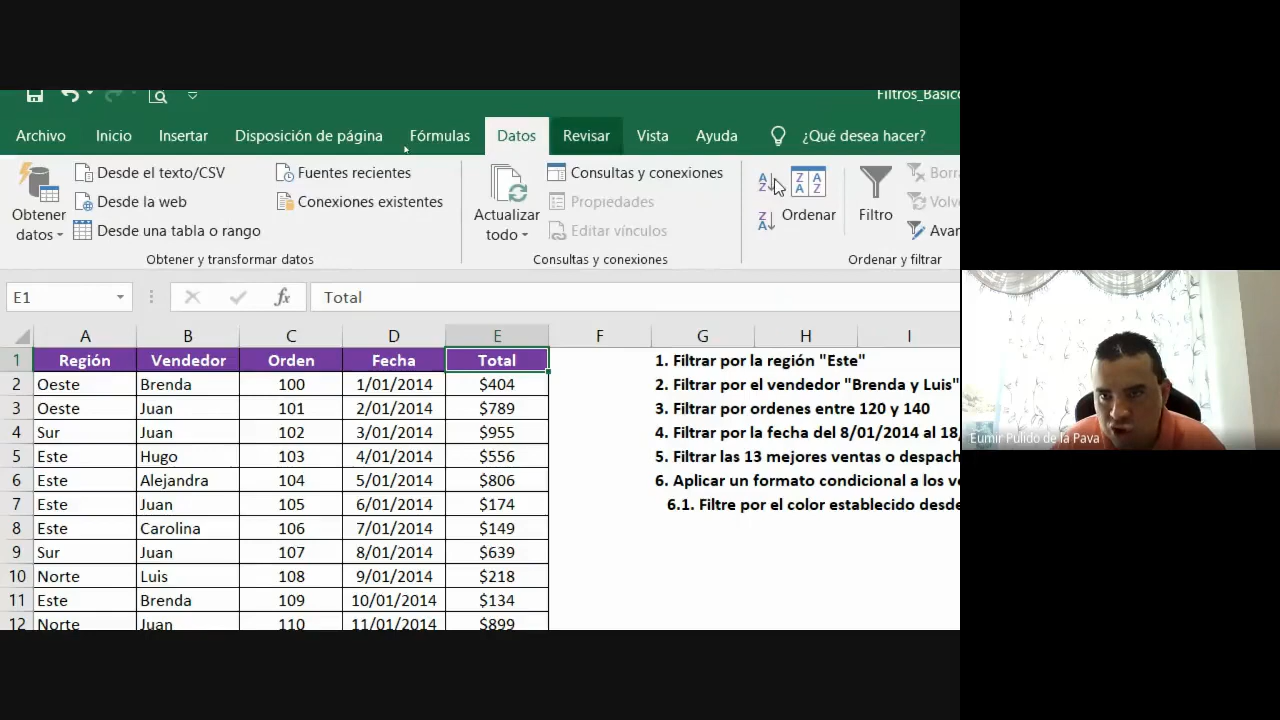 Filtros_Básico
Archivo Inicio Insertar Disposición de página Fórmulas Datos Revisar Vista Ayuda ¿Qué desea hacer?
Obtener datos
Desde el texto/CSV
Desde la web
Desde una tabla o rango
Fuentes recientes
Conexiones existentes
Obtener y transformar datos
Actualizar todo
Consultas y conexiones
Propiedades
Editar vínculos
Consultas y conexiones
A Z
Z A
Z A A Z
Ordenar
Filtro
Borra
Volv
Avan
Ordenar y filtrar
E1 fx Total
A B C D E F G H I
1 Región Vendedor Orden Fecha Total
2 Oeste Brenda 100 1/01/2014 $404
3 Oeste Juan 101 2/01/2014 $789
4 Sur Juan 102 3/01/2014 $955
5 Este Hugo 103 4/01/2014 $556
6 Este Alejandra 104 5/01/2014 $806
7 Este Juan 105 6/01/2014 $174
8 Este Carolina 106 7/01/2014 $149
9 Sur Juan 107 8/01/2014 $639
10 Norte Luis 108 9/01/2014 $218
11 Este Brenda 109 10/01/2014 $134
12 Norte Juan 110 11/01/2014 $899
1. Filtrar por la región "Este"
2. Filtrar por el vendedor "Brenda y Luis"
3. Filtrar por ordenes entre 120 y 140
4. Filtrar por la fecha del 8/01/2014 al 18/
5. Filtrar las 13 mejores ventas o despach
6. Aplicar un formato condicional a los ve
6.1. Filtre por el color establecido desde
Eumir Pulido de la Pava